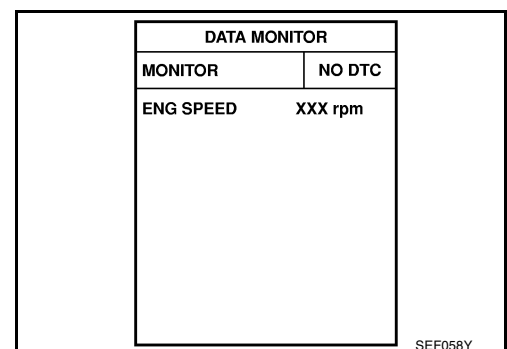 DATA MONITOR
MONITOR NO DTC
ENG SPEED XXX rpm
SEF058Y